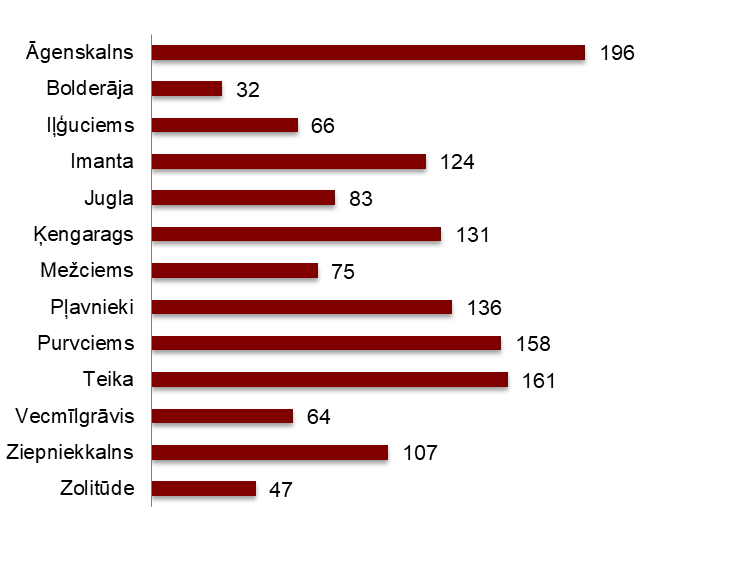 Āgenskalns 196
Bolderāja 32
Iļģuciems 66
Imanta 124
Jugla 83
Ķengarags 131
Mežciems 75
Pļavnieki 136
Purvciems 158
Teika 161
Vecmīlgrāvis 64
Ziepniekkalns 107
Zolitūde 47